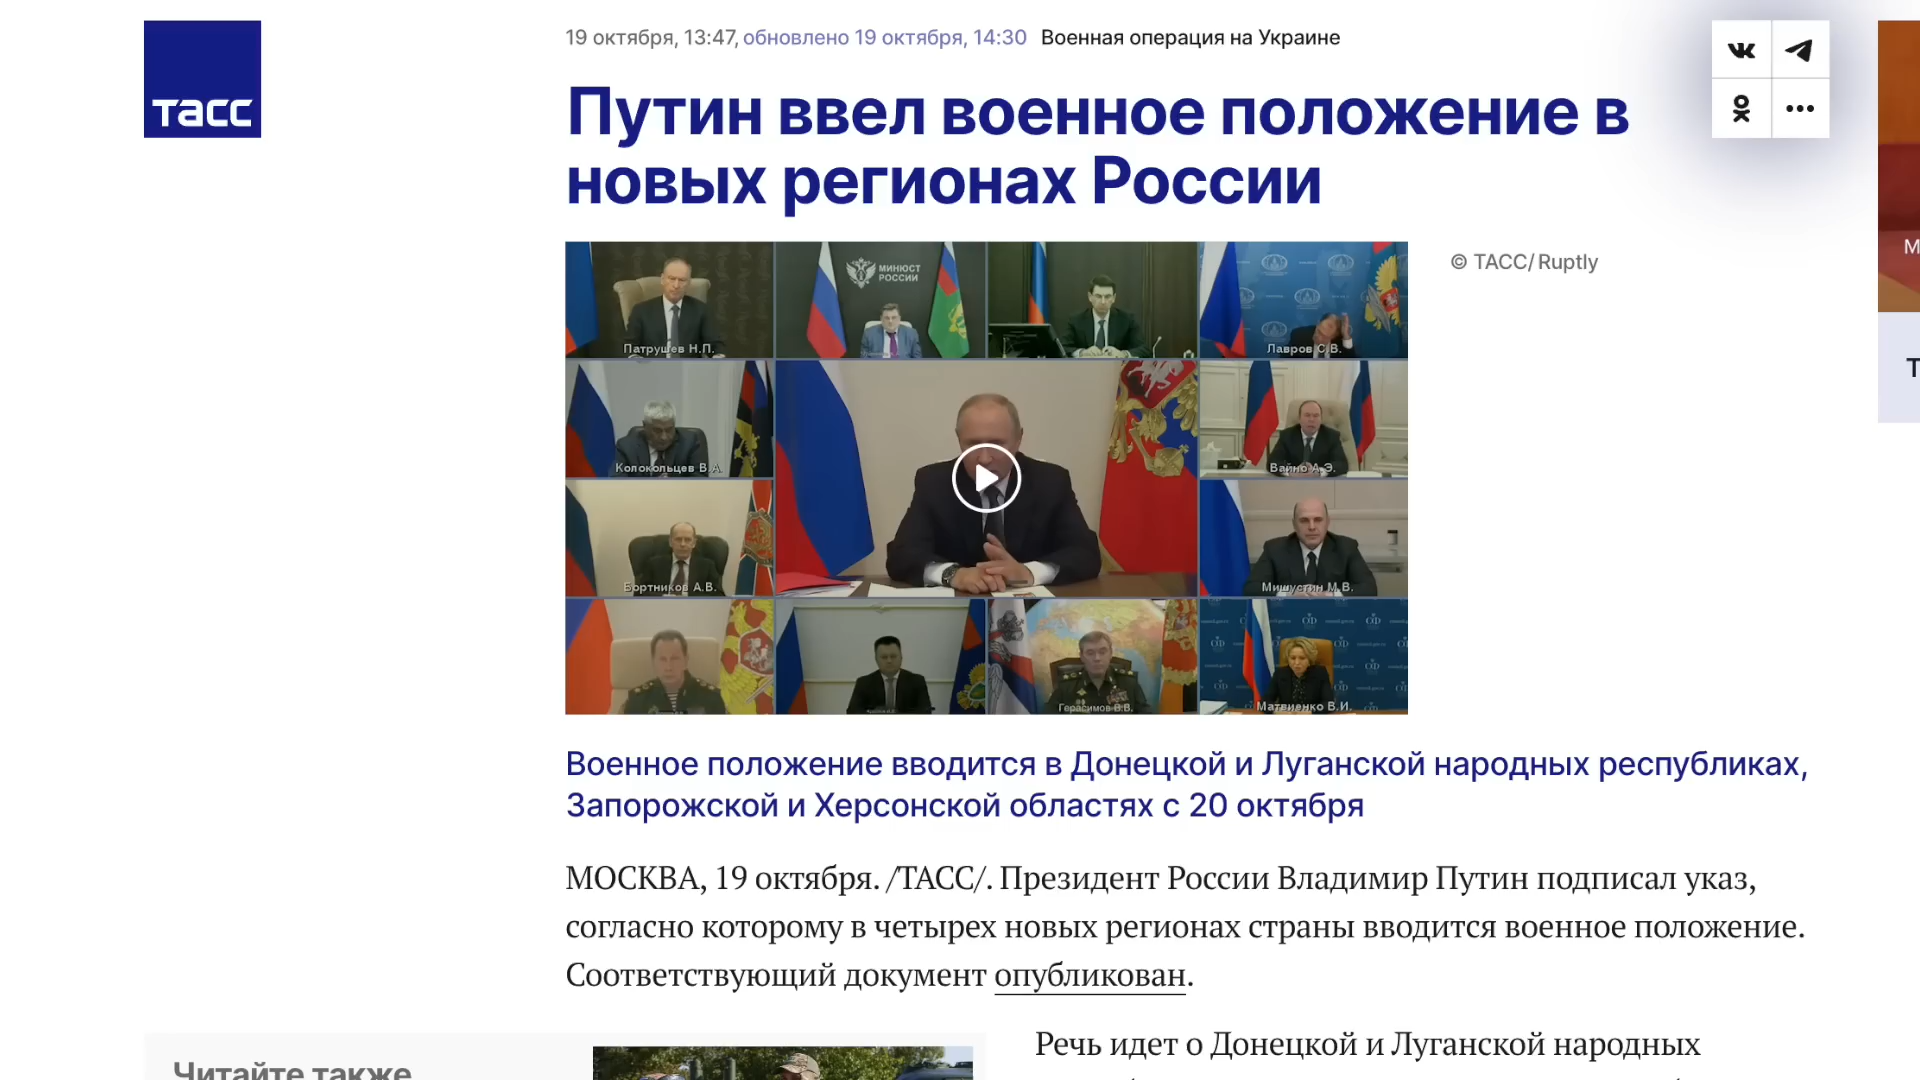 19 октября, 13:47, обновлено 19 октября, 14:30 Военная операция на Украине
тасс
Путин ввел военное положение в
новых регионах России
© ТАСС/Ruptly
МИНЮСТ
РОССИИ
Патрушев Н.П.
Лавров С.В.
Колокольцев В.А.
Вайно А.Э.
Бортников А.В.
Мишустин М.В.
Герасимов В.В.
Матвиенко В.И.
Военное положение вводится в Донецкой и Луганской народных республиках,
Запорожской и Херсонской областях с 20 октября
МОСКВА, 19 октября. /ТАСС/. Президент России Владимир Путин подписал указ,
согласно которому в четырех новых регионах страны вводится военное положение.
Соответствующий документ опубликован.
Читайте также
Речь идет о Донецкой и Луганской народных